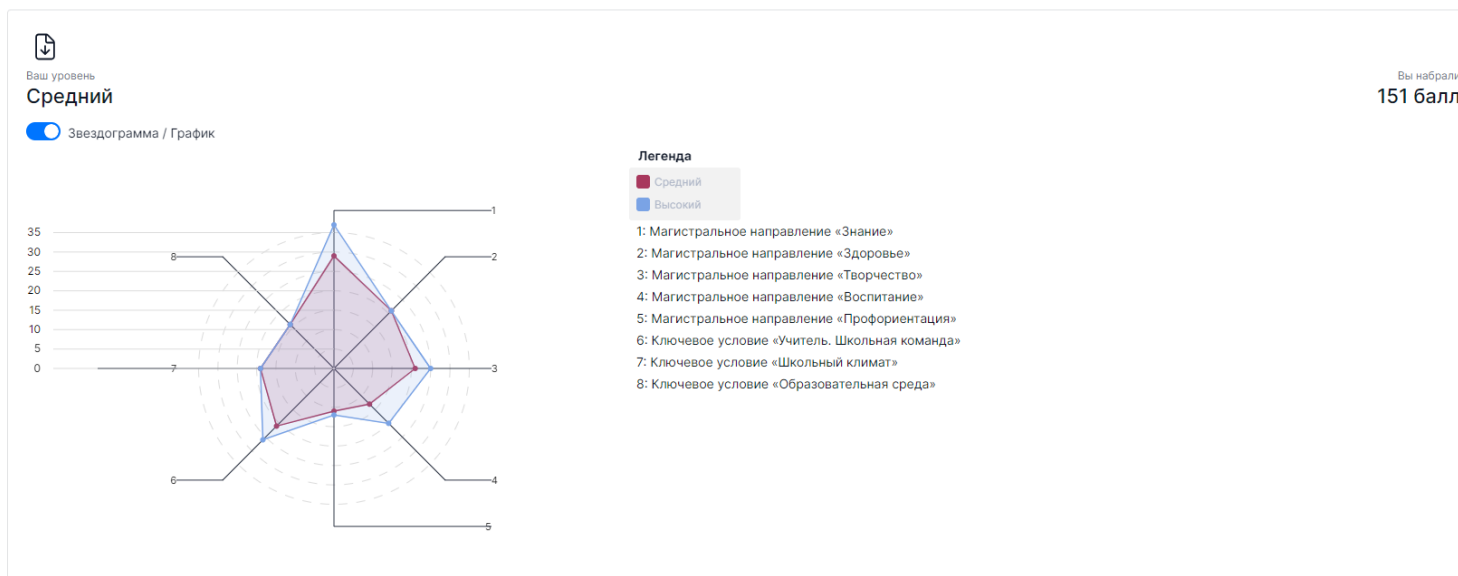 Ваш уровень
Средний
Вы набрали
151 балл
Звездограмма / График
35
30
25
20
15
10
5
0
1
2
3
4
5
6
7
8
Легенда
Средний
Высокий
1: Магистральное направление «Знание»
2: Магистральное направление «Здоровье»
3: Магистральное направление «Творчество»
4: Магистральное направление «Воспитание»
5: Магистральное направление «Профориентация»
6: Ключевое условие «Учитель. Школьная команда»
7: Ключевое условие «Школьный климат»
8: Ключевое условие «Образовательная среда»